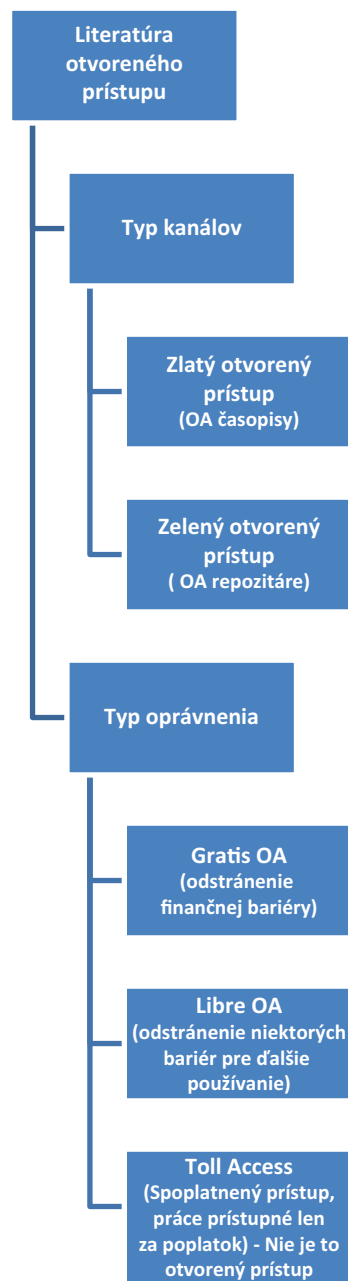 Literatúra
otvoreného
prístupu
Typ kanálov
Zlatý otvorený
prístup
(OA časopisy)
Zelený otvorený
prístup
( OA repozitáre)
Typ oprávnenia
Gratis OA
(odstránenie
finančnej bariéry)
Libre OA
(odstránenie niektorých
bariér pre ďalšie
používanie)
Toll Access
(Spoplatnený prístup,
práce prístupné len
za poplatok) - Nie je to
otvorený prístup